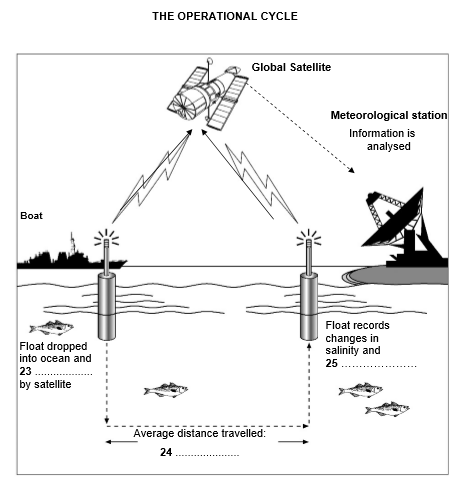 THE OPERATIONAL CYCLE
Global Satellite
Meteorological station
Information is
analysed
Boat
Float dropped
into ocean and
23 ...................
by satellite
Float records
changes in
salinity and
25 ......................
Average distance travelled:
24 ......................